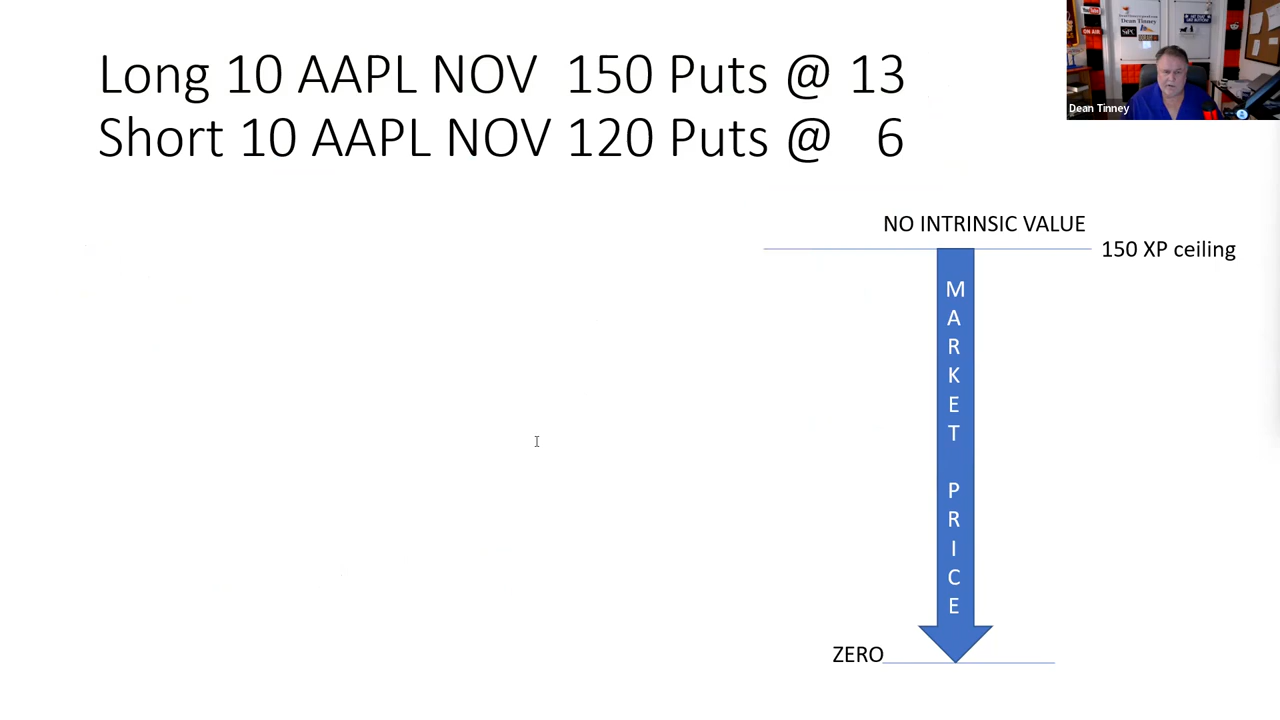 Long 10 AAPL NOV 150 Puts @ 13
Short 10 AAPL NOV 120 Puts @ 6
Dean Tinney
NO INTRINSIC VALUE
150 XP ceiling
MARKET PRICE
ZERO